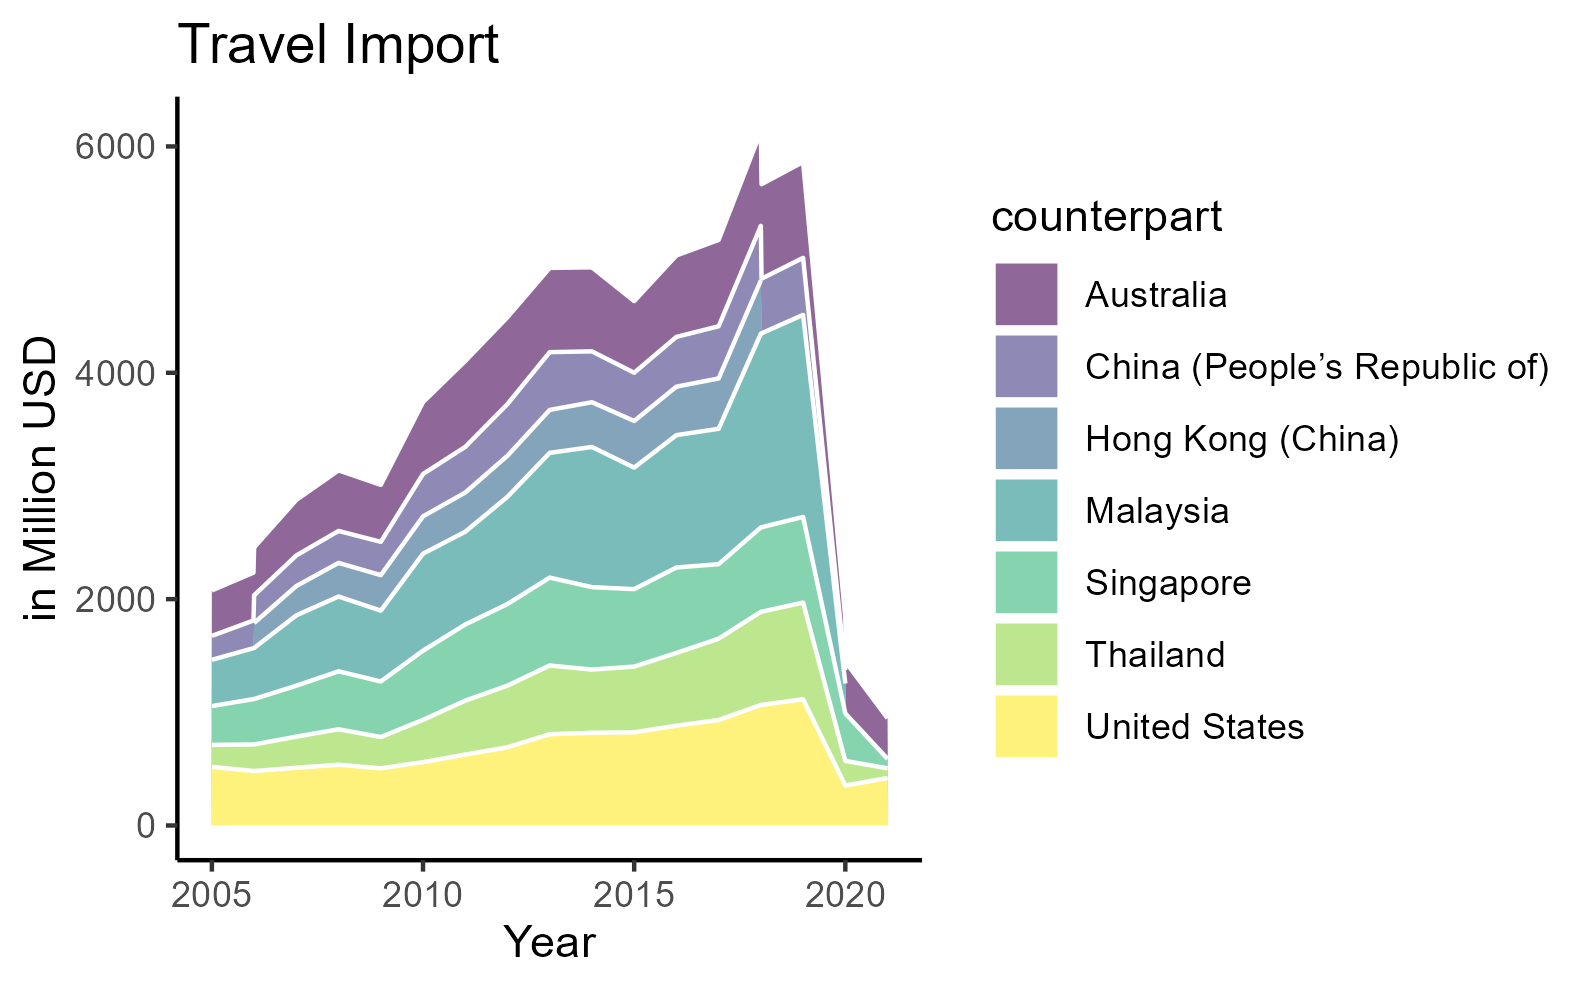 Travel Import
6000
4000
2000
0
in Million USD
2005 2010 2015 2020
Year
counterpart
Australia
China (People’s Republic of)
Hong Kong (China)
Malaysia
Singapore
Thailand
United States